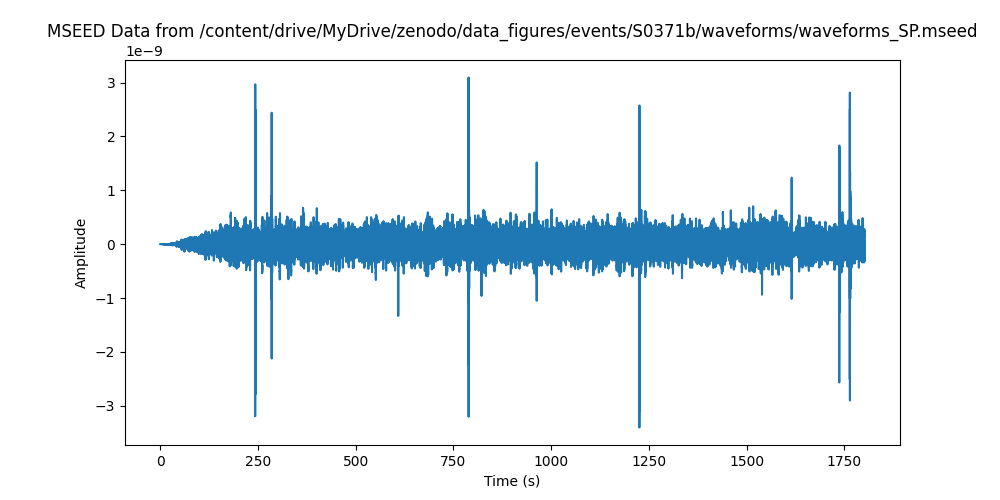 MSEED Data from /content/drive/MyDrive/zenodo/data_figures/events/S0371b/waveforms/waveforms_SP.mseed
1e−9
3
2
1
0
−1
−2
−3
Amplitude
0 250 500 750 1000 1250 1500 1750
Time (s)